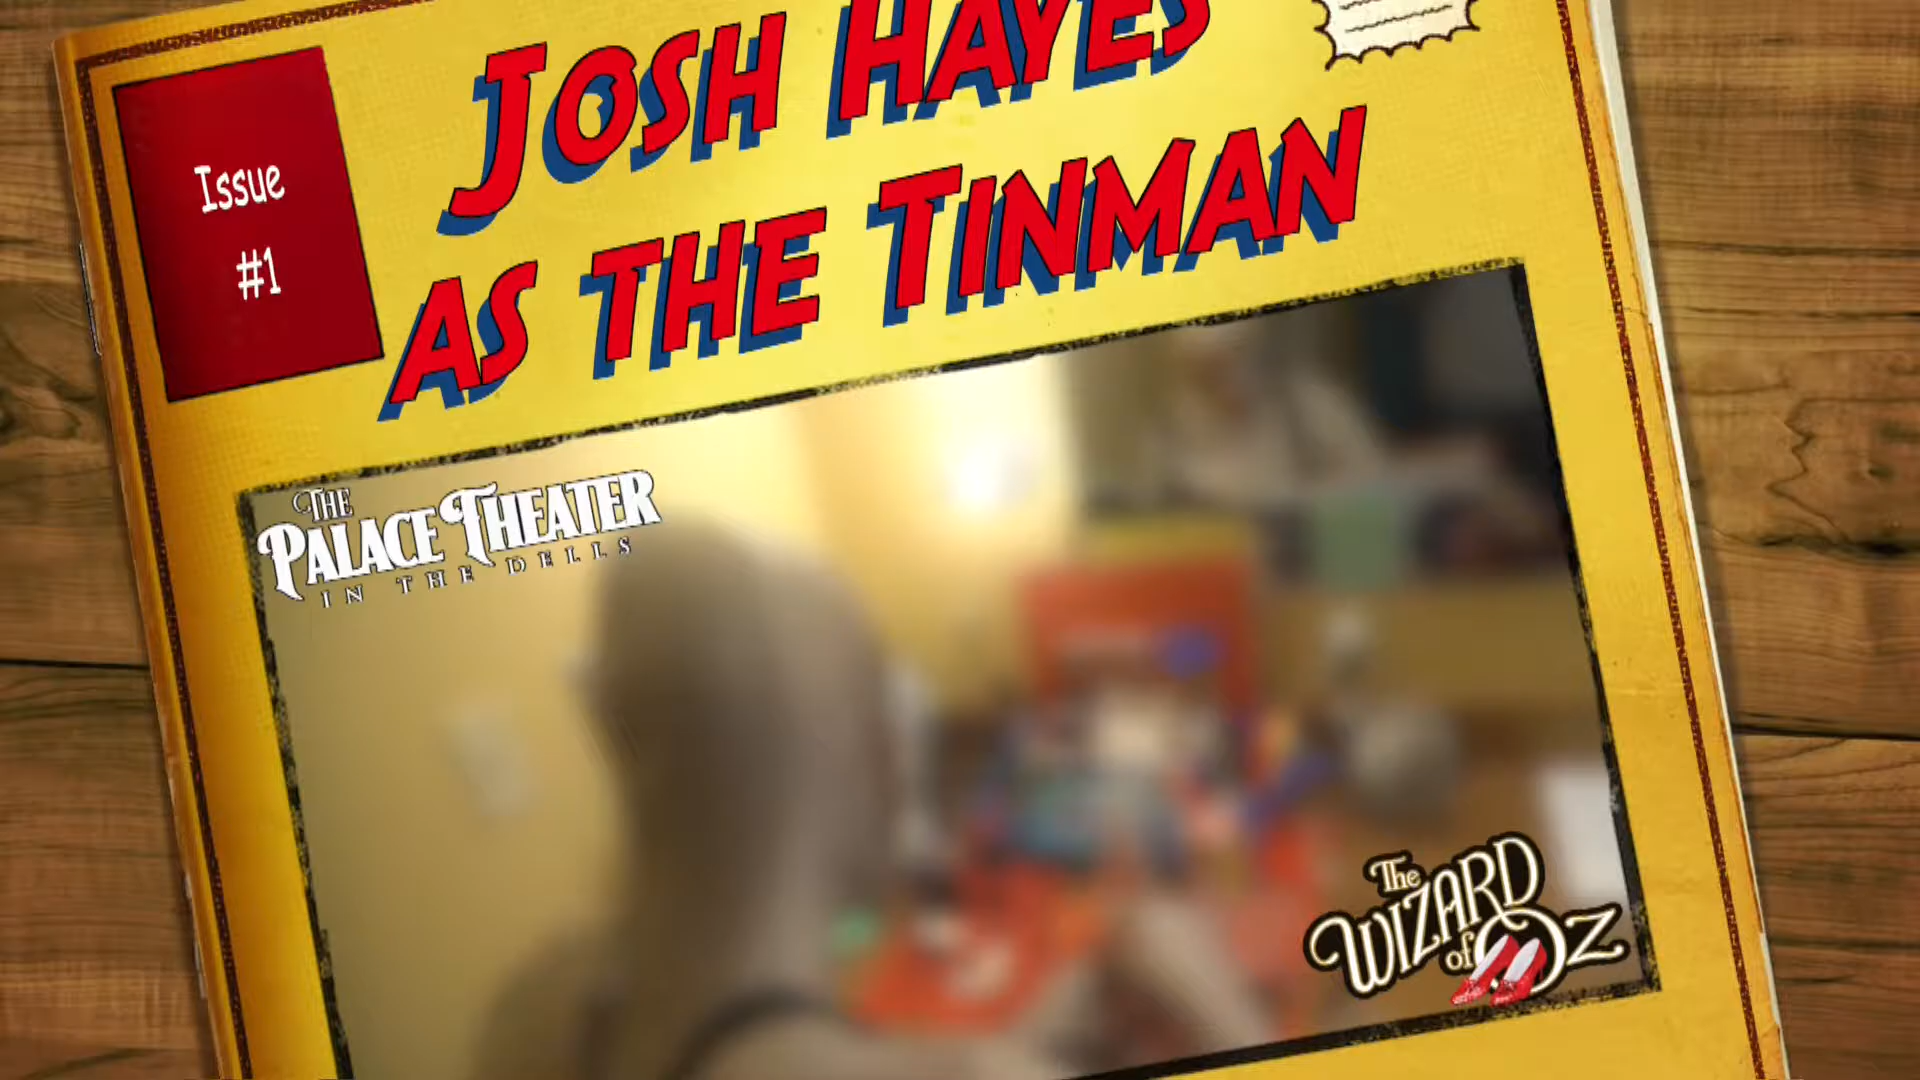 Issue
#1
JOSH HAYES
AS THE TINMAN
THE
PALACE THEATER
IN THE DELLS
The
WIZARD
of OZ